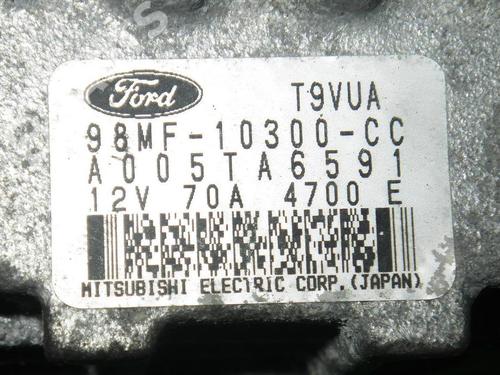 Ford T9VUA
98MF-10300-CC
A005TA6591
12V 70A 4700 E
MITSUBISHI ELECTRIC CORP.(JAPAN)